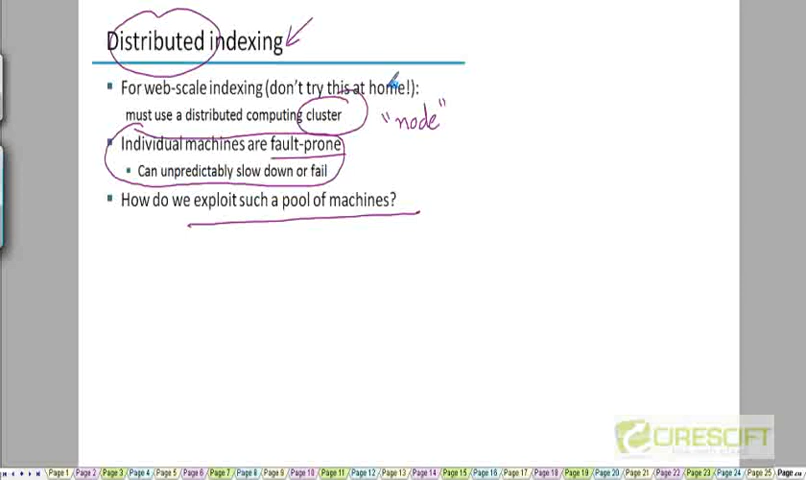 Distributed indexing
For web-scale indexing (don't try this at home!):
must use a distributed computing cluster
"node"
Individual machines are fault-prone
Can unpredictably slow down or fail
How do we exploit such a pool of machines?
Page 1 Page 2 Page 3 Page 4 Page 5 Page 6 Page 7 Page 8 Page 9 Page 10 Page 11 Page 12 Page 13 Page 14 Page 15 Page 16 Page 17 Page 18 Page 19 Page 20 Page 21 Page 22 Page 23 Page 24 Page 25 Page